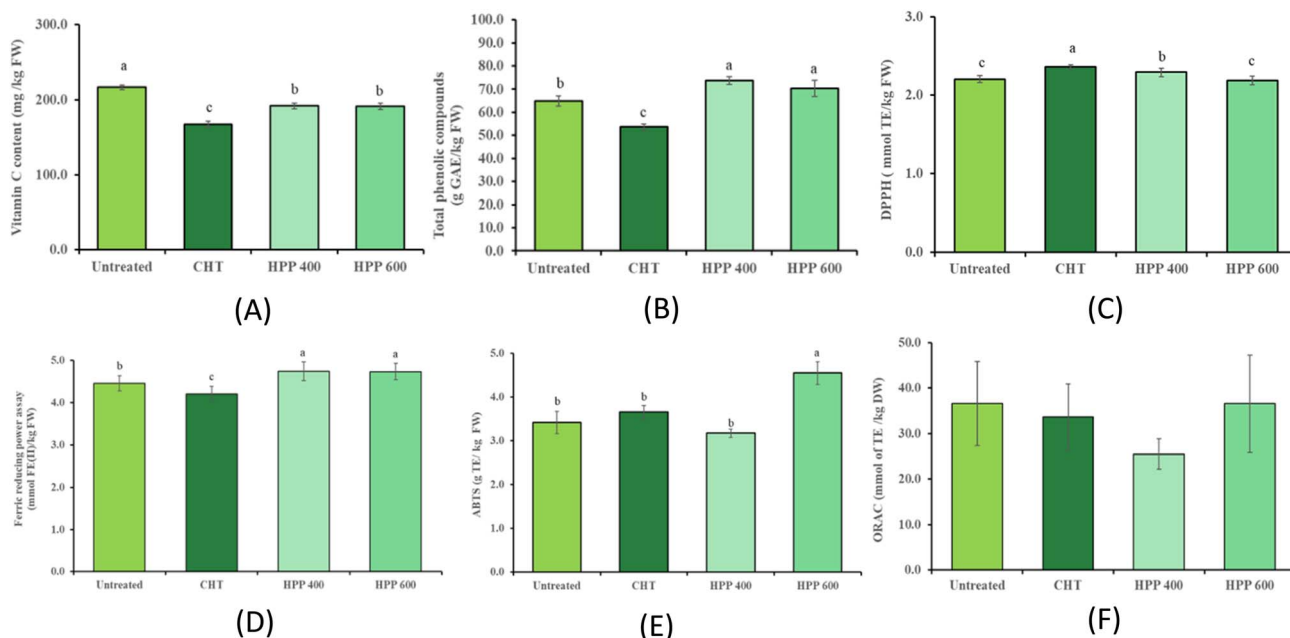 Vitamin C content (mg /kg FW)
300.0
200.0
100.0
0.0
a
c
b
b
Untreated
CHT
HPP 400
HPP 600
(A)
Total phenolic compounds
(g GAE/kg FW)
100.0
90.0
80.0
70.0
60.0
50.0
40.0
30.0
20.0
10.0
0.0
b
c
a
a
Untreated
CHT
HPP 400
HPP 600
(B)
DPPH ( mmol TE/kg FW)
3.0
2.0
1.0
0.0
c
a
b
c
Untreated
CHT
HPP 400
HPP 600
(C)
Ferric reducing power assay
(mmol FE(II)/kg FW)
5.0
4.0
3.0
2.0
1.0
0.0
b
c
a
a
Untreated
CHT
HPP 400
HPP 600
(D)
ABTS (g TE/ kg FW)
5.0
4.0
3.0
2.0
1.0
0.0
b
b
b
a
Untreated
CHT
HPP 400
HPP 600
(E)
ORAC (mmol of TE /kg DW)
50.0
40.0
30.0
20.0
10.0
0.0
Untreated
CHT
HPP 400
HPP 600
(F)